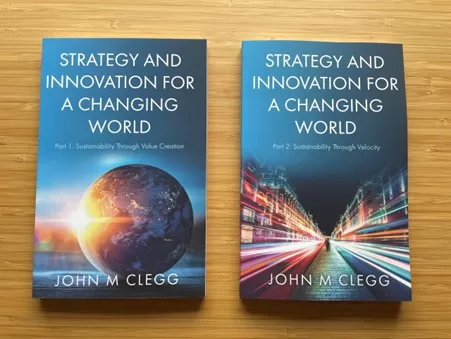 STRATEGY AND
INNOVATION FOR
A CHANGING
WORLD
Part 1: Sustainability Through Value Creation
JOHN M CLEGG
STRATEGY AND
INNOVATION FOR
A CHANGING
WORLD
Part 2: Sustainability Through Velocity
JOHN M CLEGG